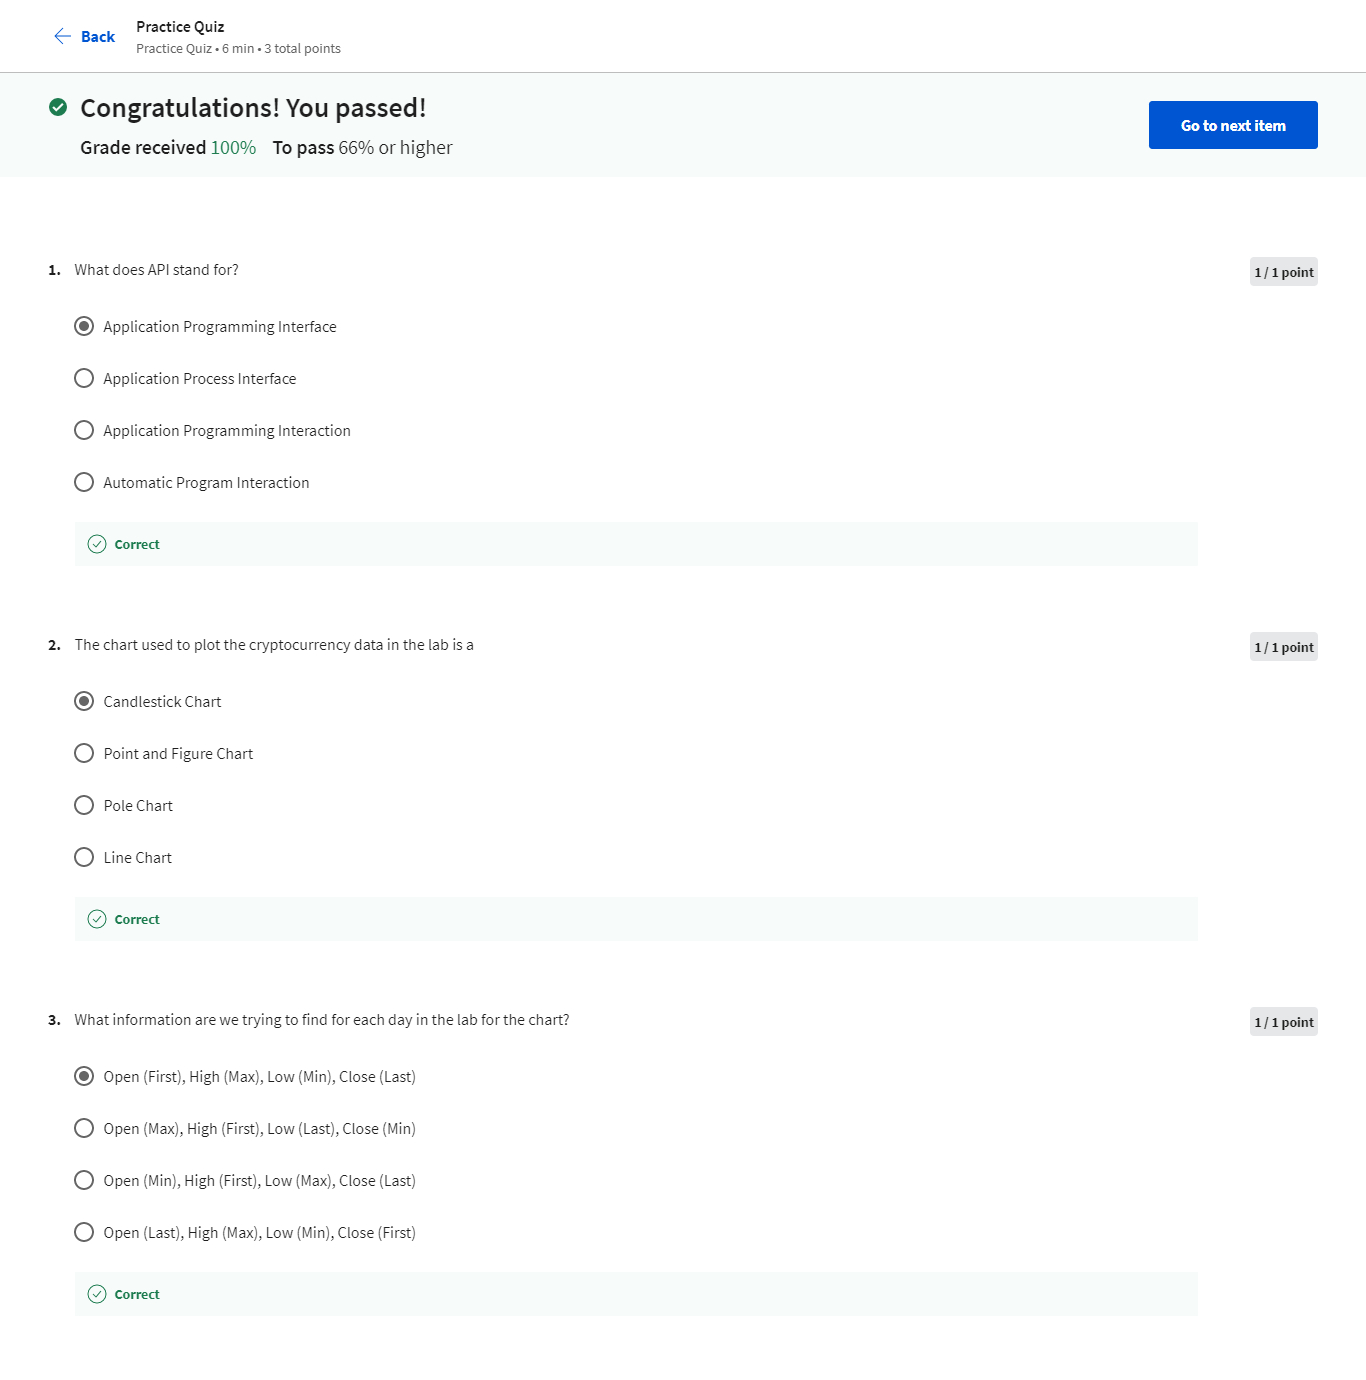 Back
Practice Quiz
Practice Quiz • 6 min • 3 total points
Congratulations! You passed!
Grade received 100% To pass 66% or higher
Go to next item
1. What does API stand for?
1 / 1 point
Application Programming Interface
Application Process Interface
Application Programming Interaction
Automatic Program Interaction
Correct
2. The chart used to plot the cryptocurrency data in the lab is a
1 / 1 point
Candlestick Chart
Point and Figure Chart
Pole Chart
Line Chart
Correct
3. What information are we trying to find for each day in the lab for the chart?
1 / 1 point
Open (First), High (Max), Low (Min), Close (Last)
Open (Max), High (First), Low (Last), Close (Min)
Open (Min), High (First), Low (Max), Close (Last)
Open (Last), High (Max), Low (Min), Close (First)
Correct